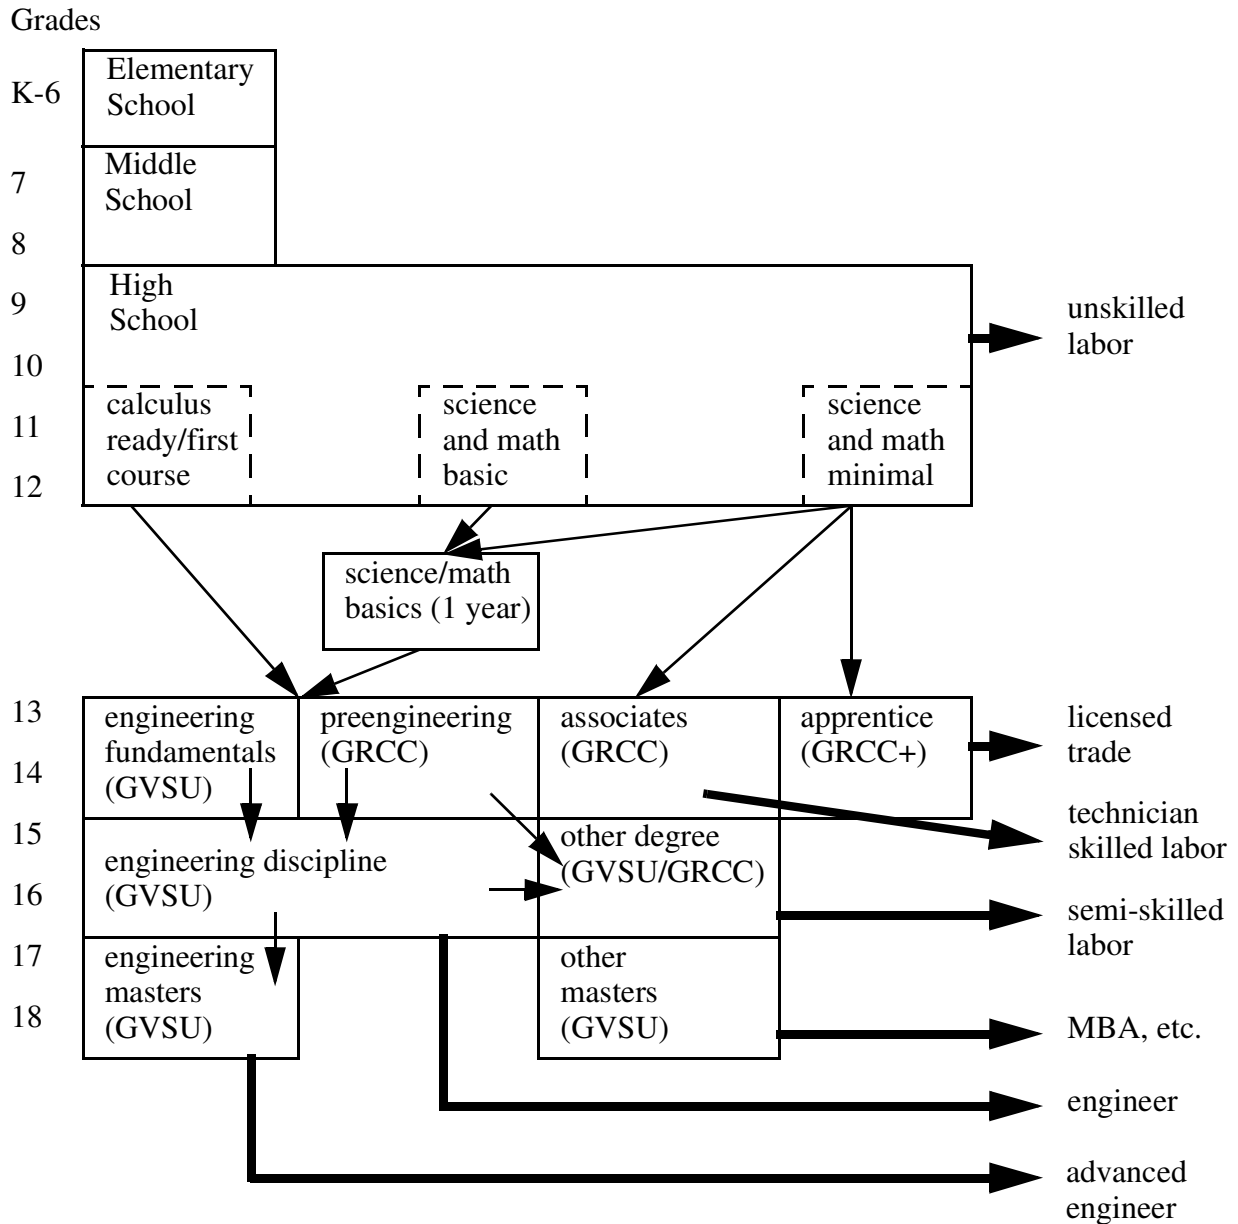 Grades
K-6
Elementary
School
7
Middle
School
8
9
High
School
unskilled
labor
10
11
12
calculus
ready/first
course
science
and math
basic
science
and math
minimal
science/math
basics (1 year)
13
14
engineering
fundamentals
(GVSU)
preengineering
(GRCC)
associates
(GRCC)
apprentice
(GRCC+)
licensed
trade
technician
skilled labor
15
16
engineering discipline
(GVSU)
other degree
(GVSU/GRCC)
semi-skilled
labor
17
18
engineering
masters
(GVSU)
other
masters
(GVSU)
MBA, etc.
engineer
advanced
engineer